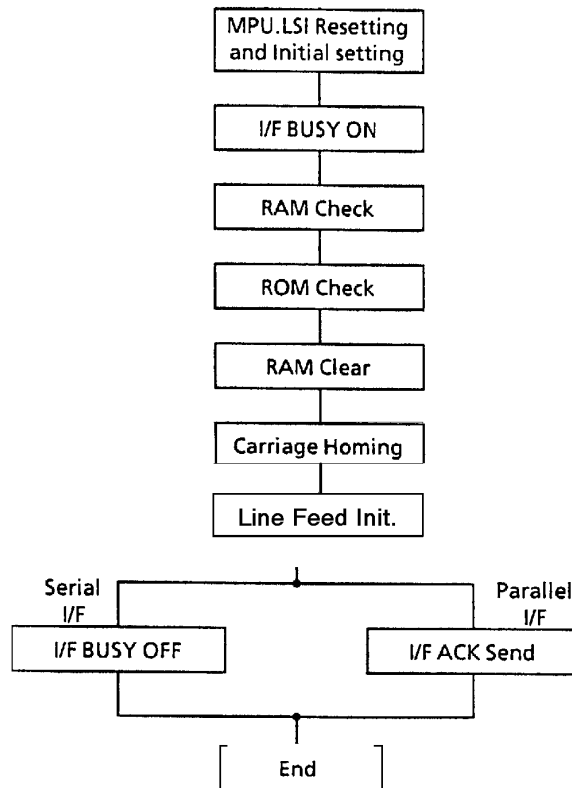 MPU.LSI Resetting
and Initial setting
I/F BUSY ON
RAM Check
ROM Check
RAM Clear
Carriage Homing
Line Feed Init.
Serial
I/F
Parallel
I/F
I/F BUSY OFF
I/F ACK Send
End